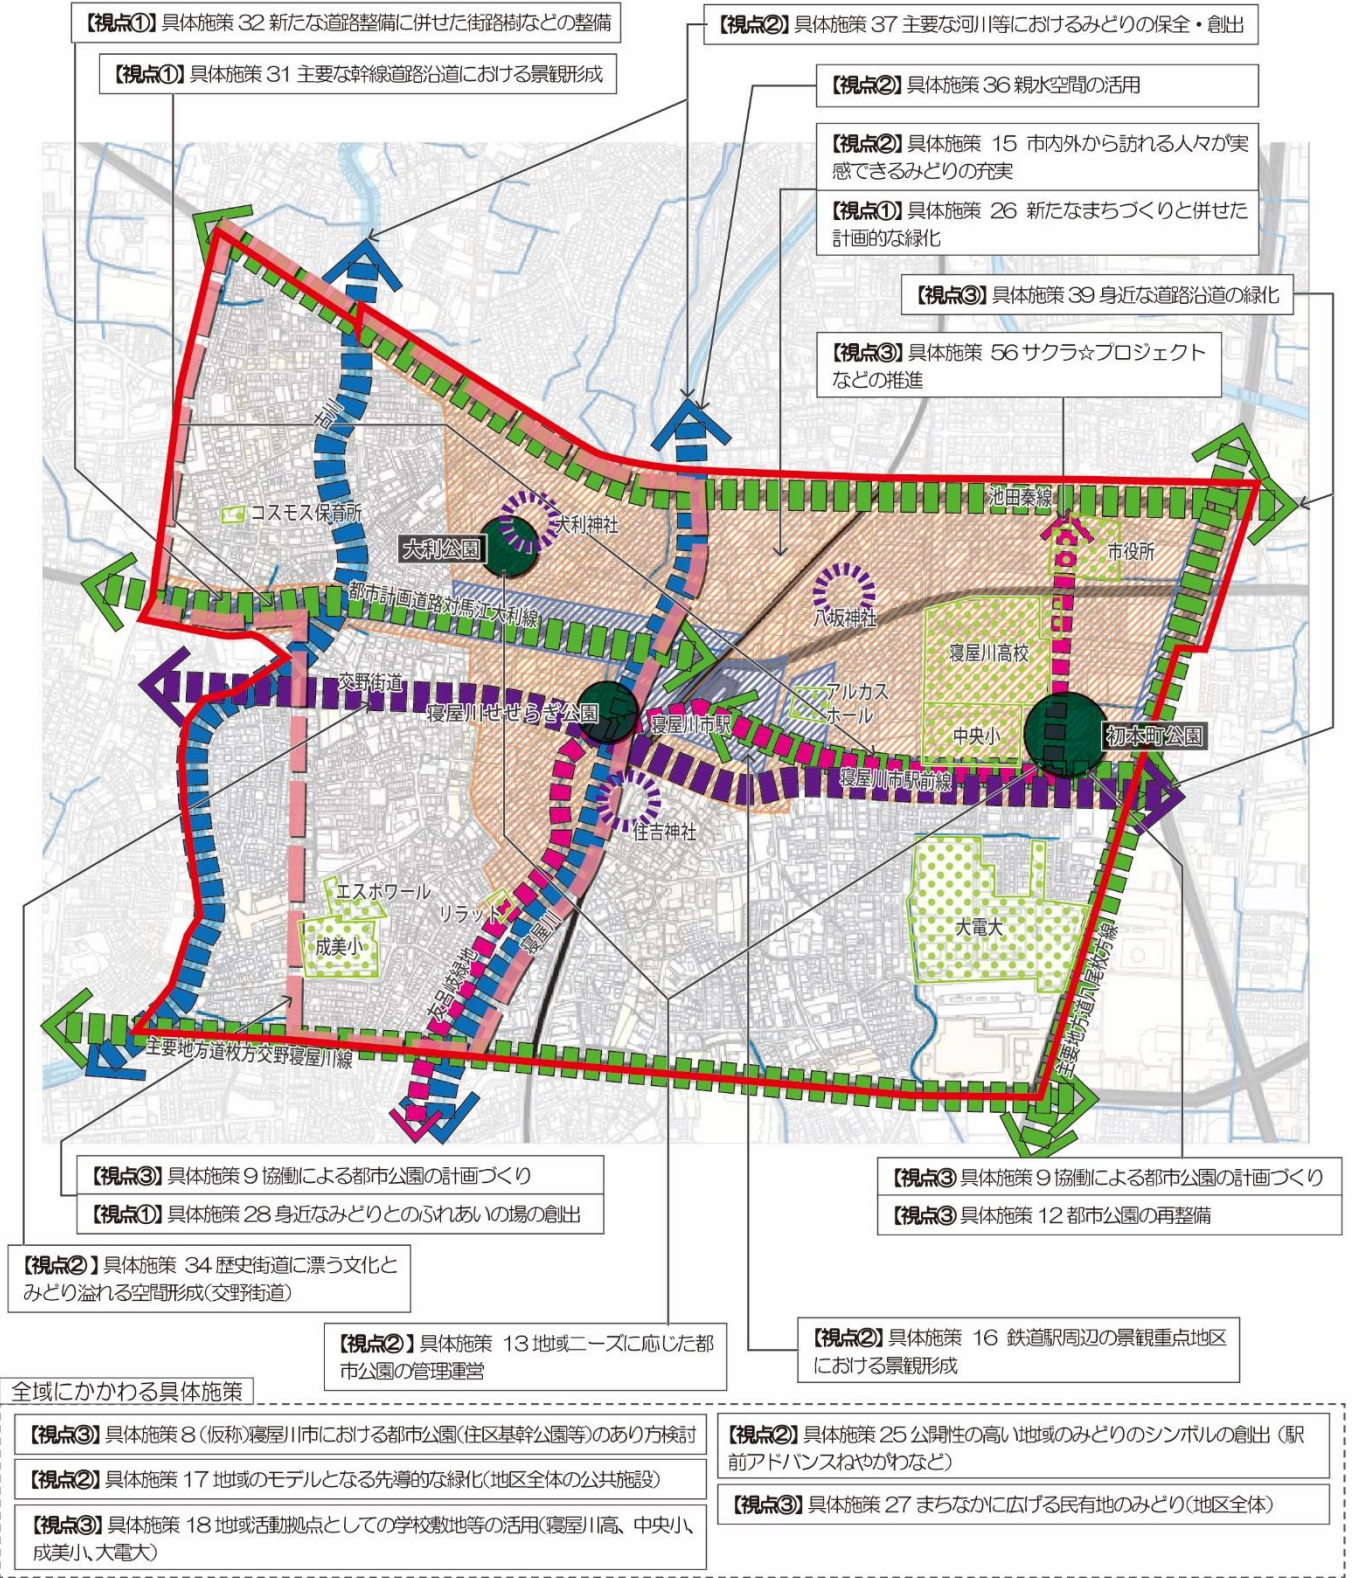 【視点①】具体施策 32 新たな道路整備に併せた街路樹などの整備
【視点②】具体施策 37 主要な河川等におけるみどりの保全・創出
【視点①】具体施策 31 主要な幹線道路沿道における景観形成
【視点②】具体施策 36 親水空間の活用
【視点②】具体施策 15 市内外から訪れる人々が実
感できるみどりの充実
【視点①】具体施策 26 新たなまちづくりと併せた
計画的な緑化
【視点③】具体施策 39 身近な道路沿道の緑化
【視点③】具体施策 56 サクラ☆プロジェクト
などの推進
古川
コスモス保育所
大利神社
大利公園
池田秦線
市役所
都市計画道路対馬江大利線
八坂神社
寝屋川高校
交野街道
寝屋川せせらぎ公園
寝屋川市駅
アルカス
ホール
中央小
初本町公園
寝屋川市駅前線
住吉神社
エスポワール
リラット
成美小
寝屋川
友呂岐緑地
大電大
主要地方道八尾枚方線
主要地方道枚方交野寝屋川線
【視点③】具体施策 9 協働による都市公園の計画づくり
【視点①】具体施策 28 身近なみどりとのふれあいの場の創出
【視点③ 具体施策 9 協働による都市公園の計画づくり
【視点③ 具体施策 12 都市公園の再整備
【視点②】具体施策 34 歴史街道に漂う文化と
みどり溢れる空間形成(交野街道)
【視点②】具体施策 13 地域ニーズに応じた都
市公園の管理運営
【視点②】具体施策 16 鉄道駅周辺の景観重点地区
における景観形成
全域にかかわる具体施策
【視点③】具体施策 8 (仮称)寝屋川市における都市公園(住区基幹公園等)のあり方検討
【視点②】具体施策 17 地域のモデルとなる先導的な緑化(地区全体の公共施設)
【視点③】具体施策 18 地域活動拠点としての学校敷地等の活用(寝屋川高、中央小、
成美小、大電大)
【視点②】具体施策 25 公開性の高い地域のみどりのシンボルの創出(駅
前アドバンスねやがわなど)
【視点③】具体施策 27 まちなかに広げる民有地のみどり(地区全体)